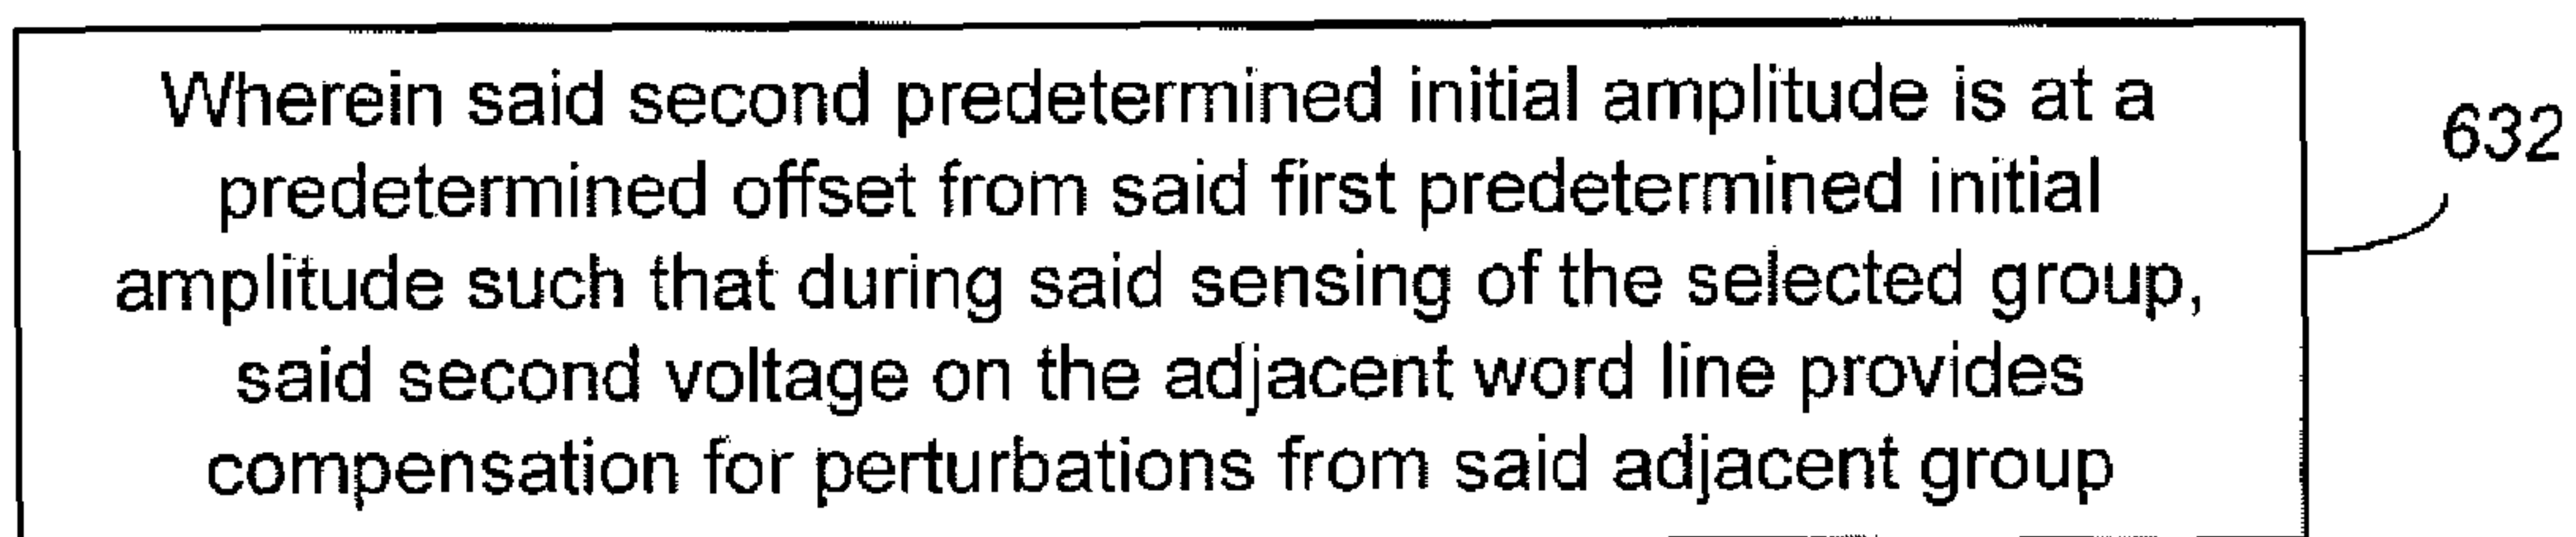 Wherein said second predetermined initial amplitude is at a
predetermined offset from said first predetermined initial
amplitude such that during said sensing of the selected group,
said second voltage on the adjacent word line provides
compensation for perturbations from said adjacent group
632